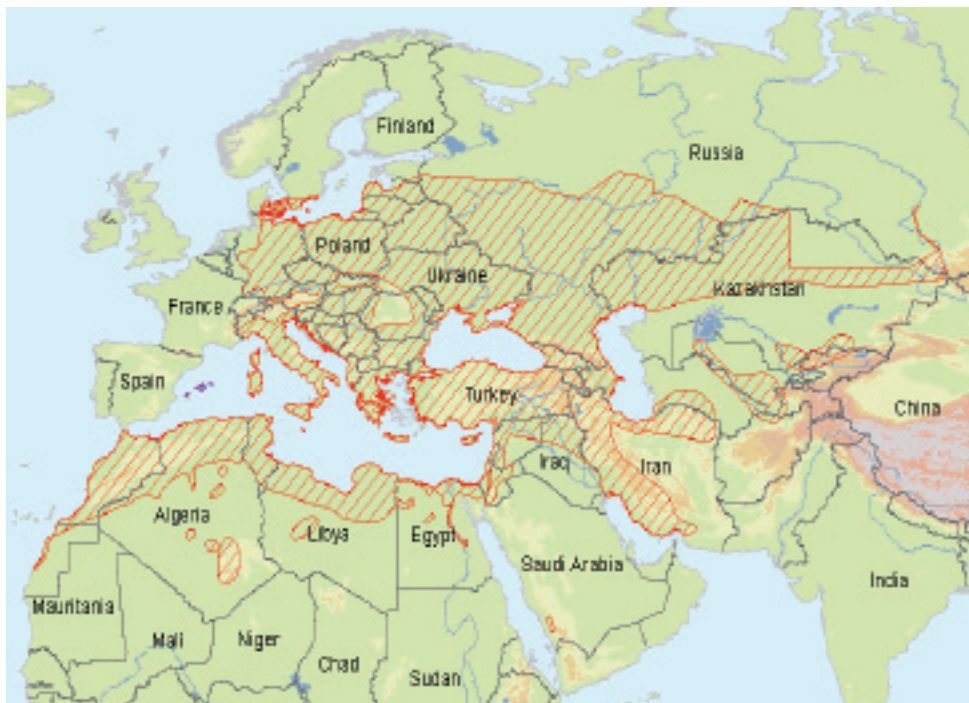 Finland
Russia
Poland
Ukraine
Kazakhstan
France
Spain
Turkey
China
Iraq
Iran
Algeria
Libya
Egypt
Saudi Arabia
India
Mauritania
Mali
Niger
Chad
Sudan